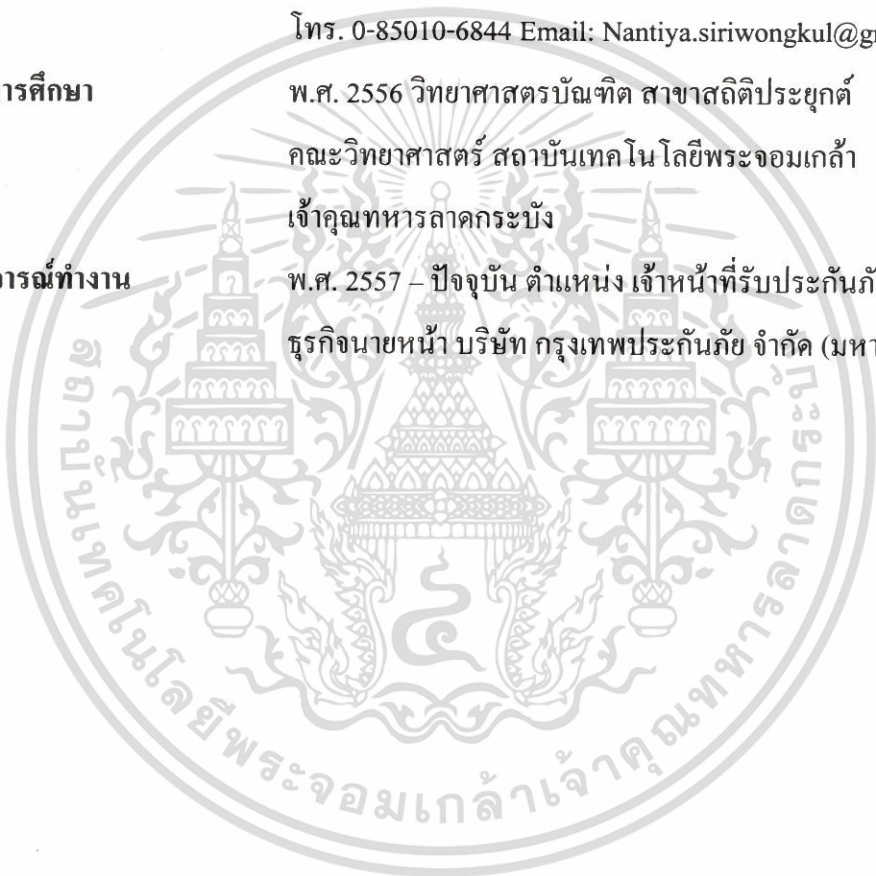 โทร. 0-85010-6844 Email: Nantiya.siriwongkul@g
การศึกษา พ.ศ. 2556 วิทยาศาสตรบัณฑิต สาขาสถิติประยุกต์
คณะวิทยาศาสตร์ สถาบันเทคโนโลยีพระจอมเกล้า
เจ้าคุณทหารลาดกระบัง
ารณ์ทำงาน พ.ศ. 2557 – ปัจจุบัน ตำแหน่ง เจ้าหน้าที่รับประกันภั
ธุรกิจนายหน้า บริษัท กรุงเทพประกันภัย จำกัด (มหา
สถาบันเทคโนโลยีพระจอมเกล้าเจ้าคุณทหารลาดกระบัง